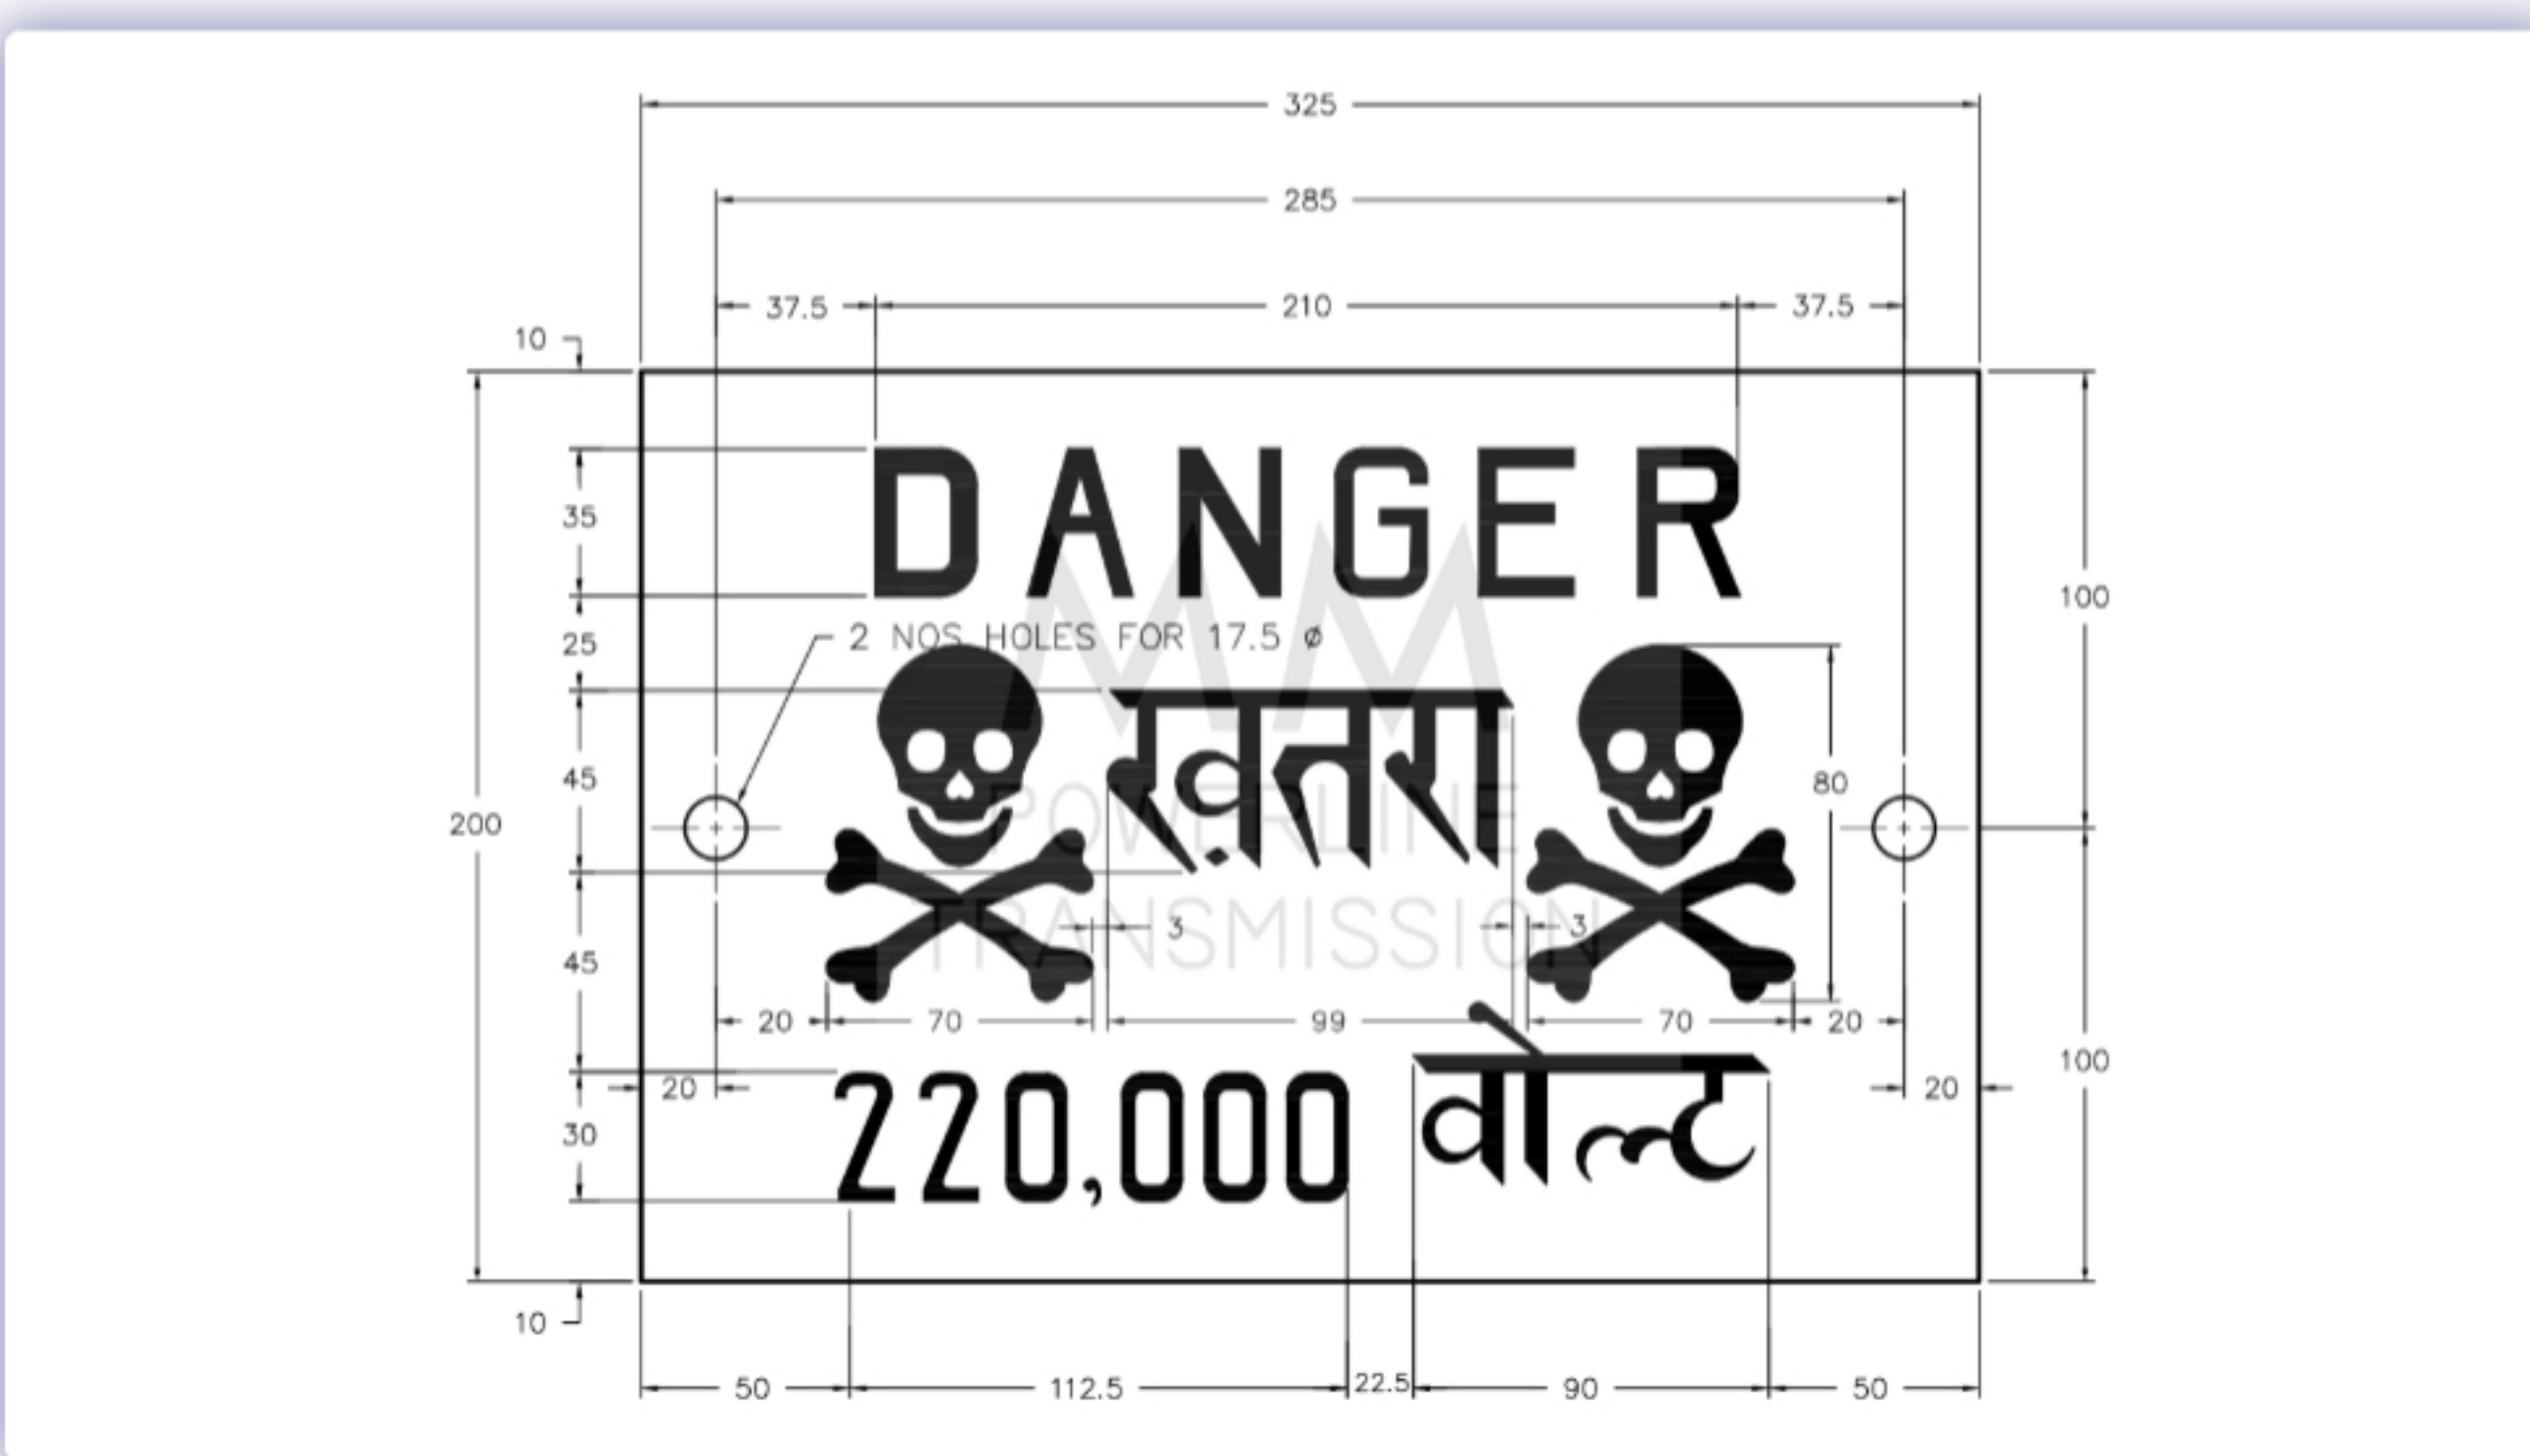 325
285
37.5 210 37.5
10
DANGER
35
100
2 NOS HOLES FOR 17.5 ø
25
खतरा
45
80
200
MM
POWERLINE
TRANSMISSION
3 3
45
20 70 99 70 20
220,000 वोल्ट
20 20
100
30
10
50 112.5 22.5 90 50